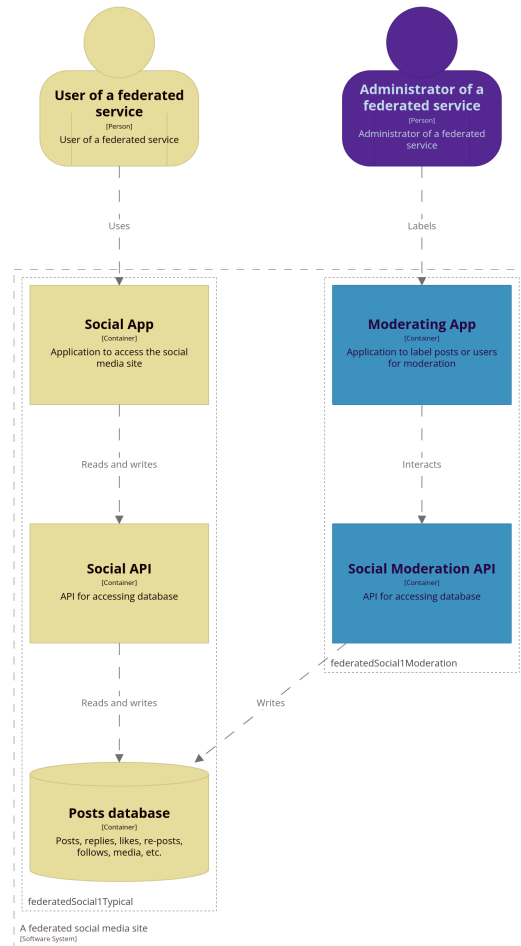 User of a federated
service
[Person]
User of a federated service
Administrator of a
federated service
[Person]
Administrator of a federated
service
Uses
Labels
Social App
[Container]
Application to access the social
media site
Moderating App
[Container]
Application to label posts or users
for moderation
Reads and writes
Interacts
Social API
[Container]
API for accessing database
Social Moderation API
[Container]
API for accessing database
federatedSocial1Moderation
Reads and writes
Writes
Posts database
[Container]
Posts, replies, likes, re-posts,
follows, media, etc.
federatedSocial1Typical
A federated social media site
[Software System]